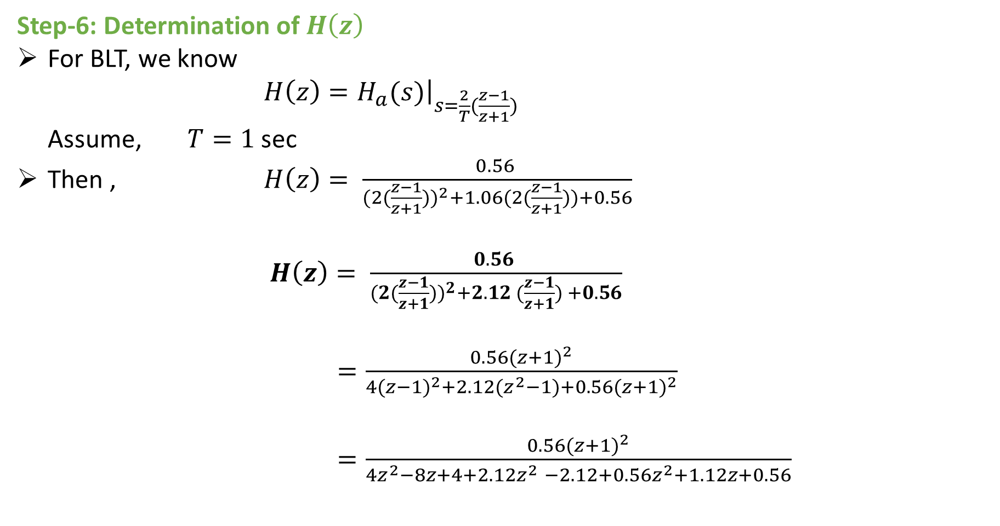 Step-6: Determination of H(z)
➢ For BLT, we know
H(z) = Hₐ(s)|_{s=\frac{2}{T}(\frac{z-1}{z+1})}
Assume, T = 1 sec
➢ Then , H(z) = \frac{0.56}{(2(\frac{z-1}{z+1}))^2+1.06(2(\frac{z-1}{z+1}))+0.56}
H(z) = \frac{0.56}{(2(\frac{z-1}{z+1}))^2+2.12 (\frac{z-1}{z+1}) +0.56}
= \frac{0.56(z+1)^2}{4(z-1)^2+2.12(z^2-1)+0.56(z+1)^2}
= \frac{0.56(z+1)^2}{4z^2-8z+4+2.12z^2 -2.12+0.56z^2+1.12z+0.56}